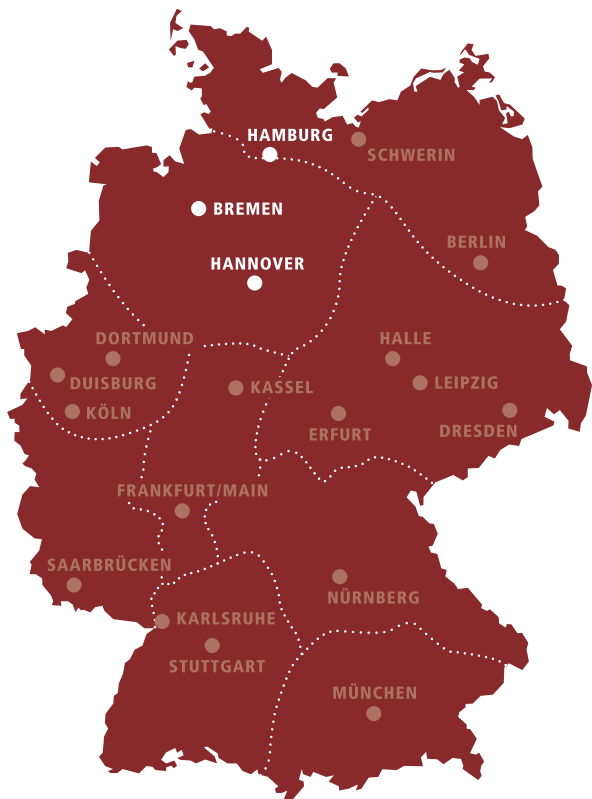 HAMBURG
SCHWERIN
BREMEN
BERLIN
HANNOVER
DORTMUND
HALLE
DUISBURG
KASSEL
LEIPZIG
KÖLN
ERFURT
DRESDEN
FRANKFURT/MAIN
SAARBRÜCKEN
NÜRNBERG
KARLSRUHE
STUTTGART
MÜNCHEN